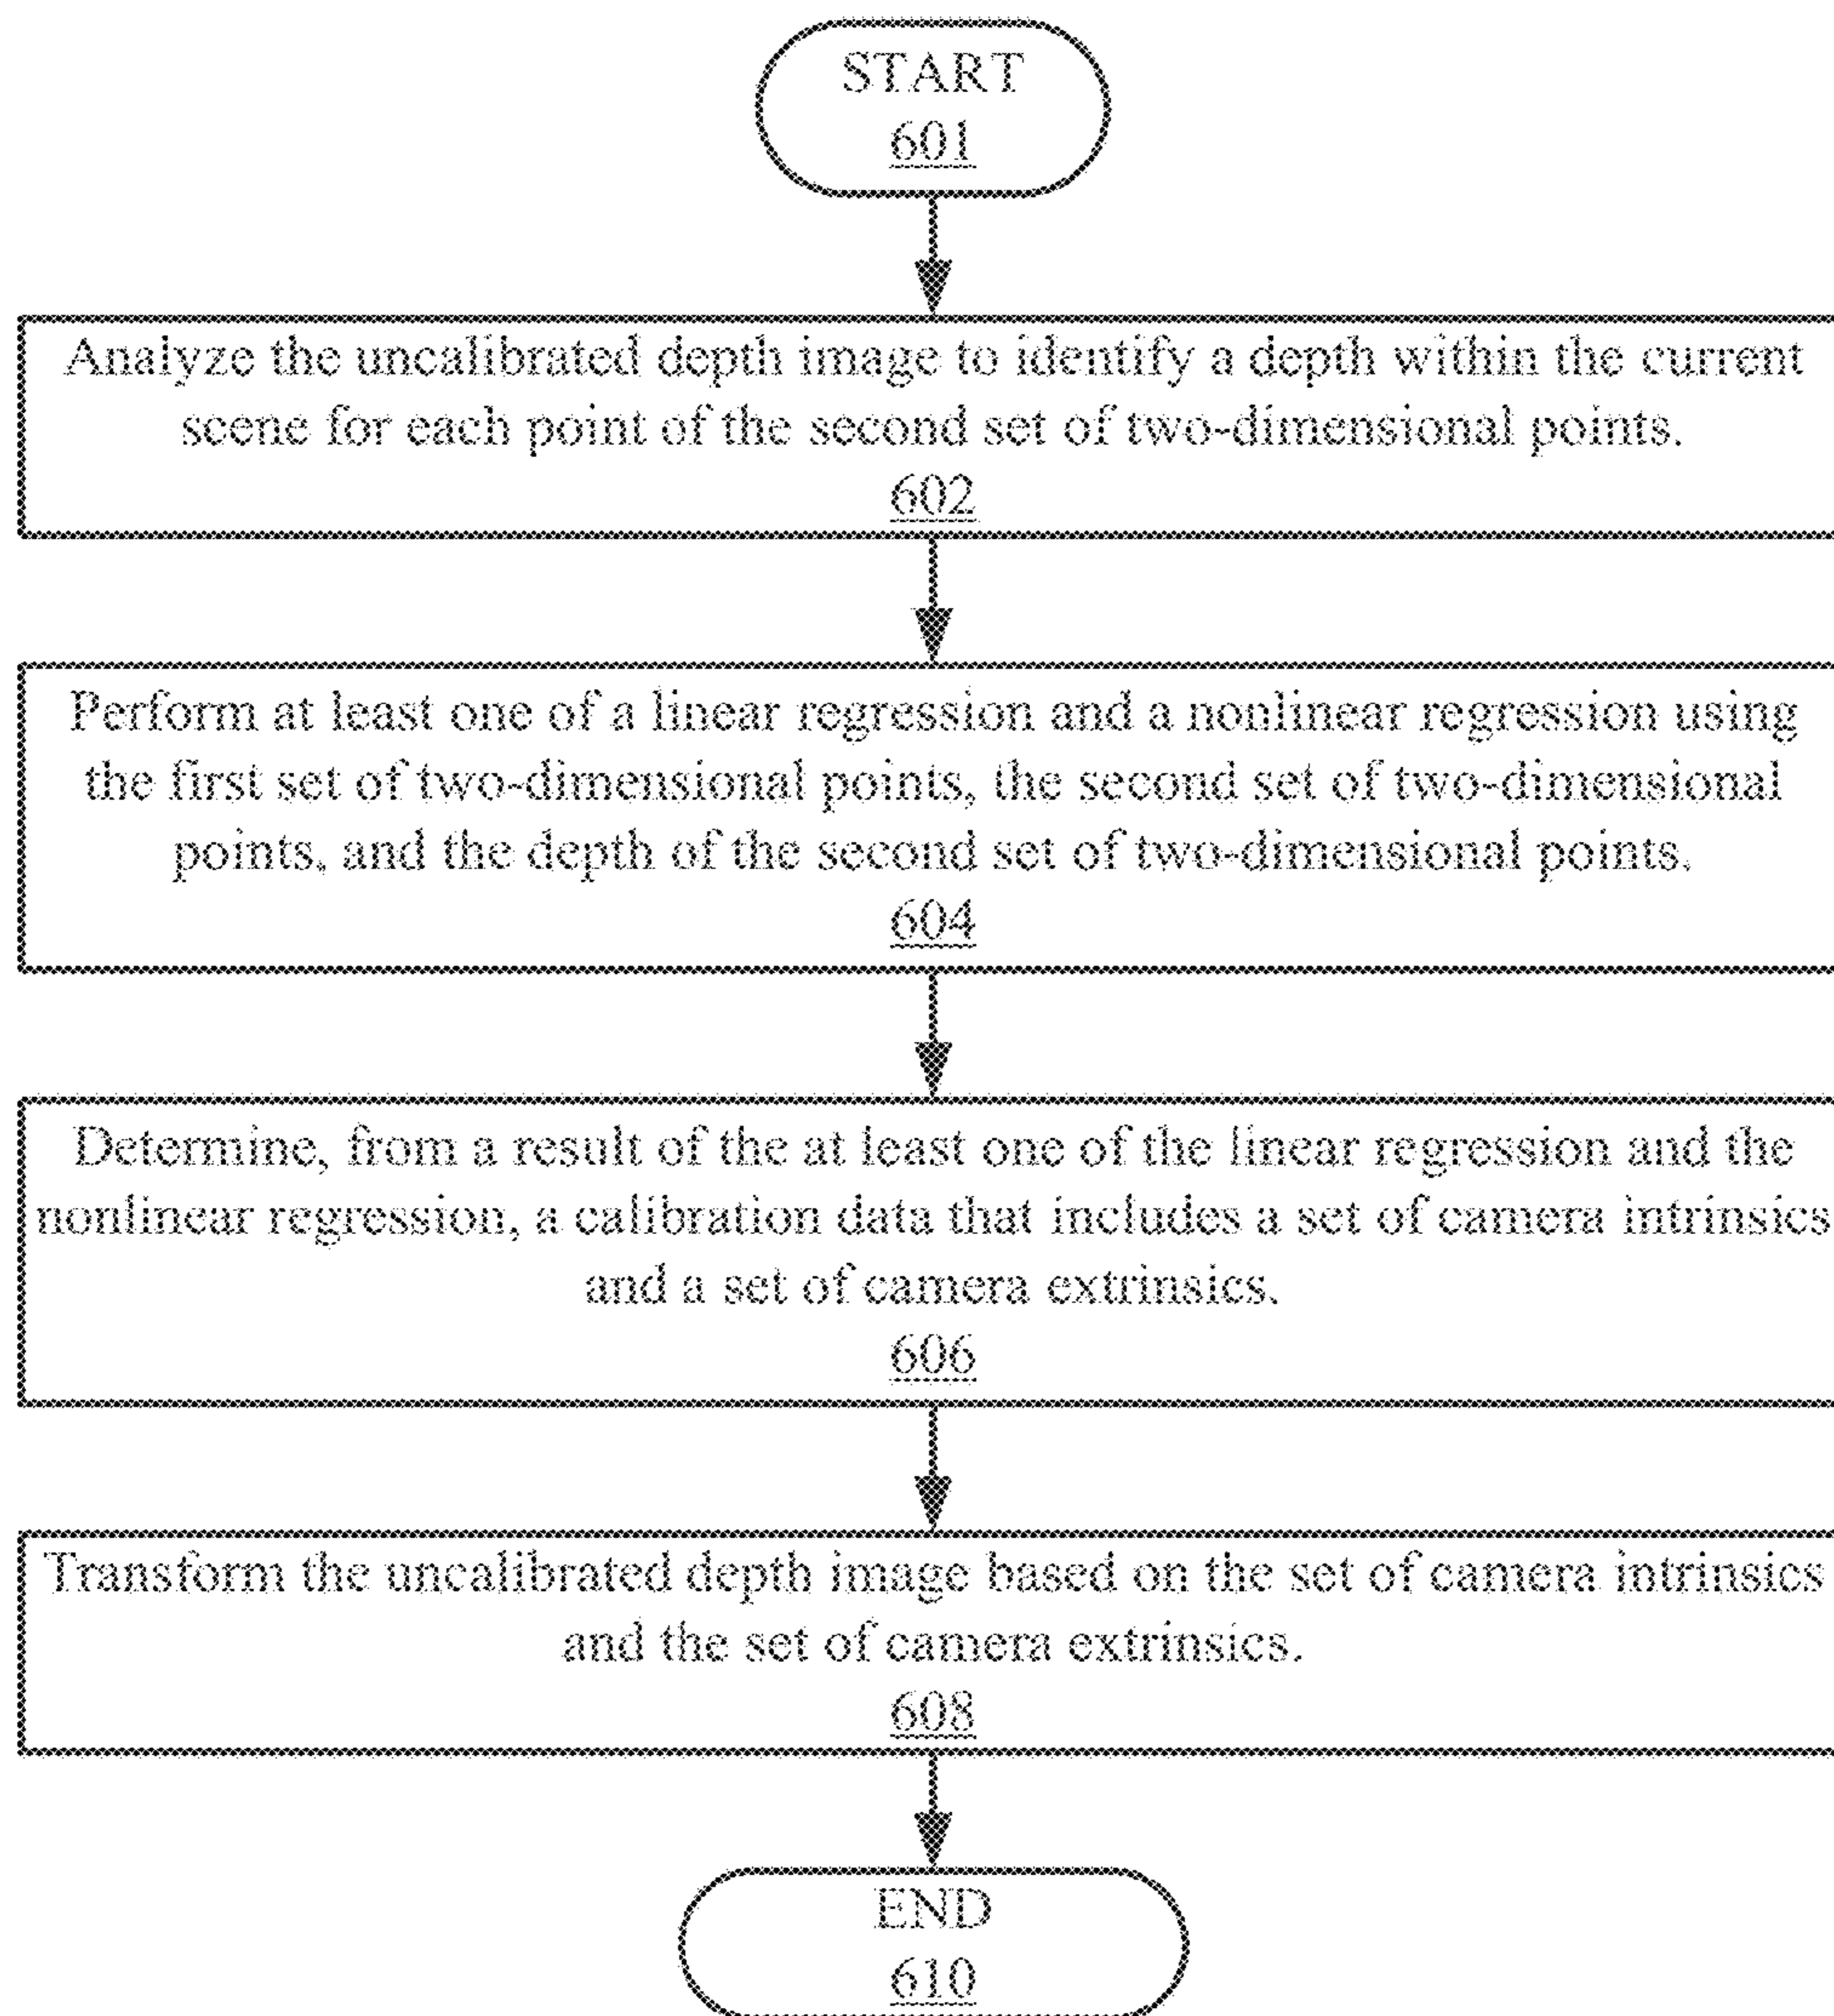 START
601
Analyze the uncalibrated depth image to identify a depth within the current
scene for each point of the second set of two-dimensional points.
602
Perform at least one of a linear regression and a nonlinear regression using
the first set of two-dimensional points, the second set of two-dimensional
points, and the depth of the second set of two-dimensional points.
604
Determine, from a result of the at least one of the linear regression and the
nonlinear regression, a calibration data that includes a set of camera intrinsics
and a set of camera extrinsics.
606
Transform the uncalibrated depth image based on the set of camera intrinsics
and the set of camera extrinsics.
608
END
610